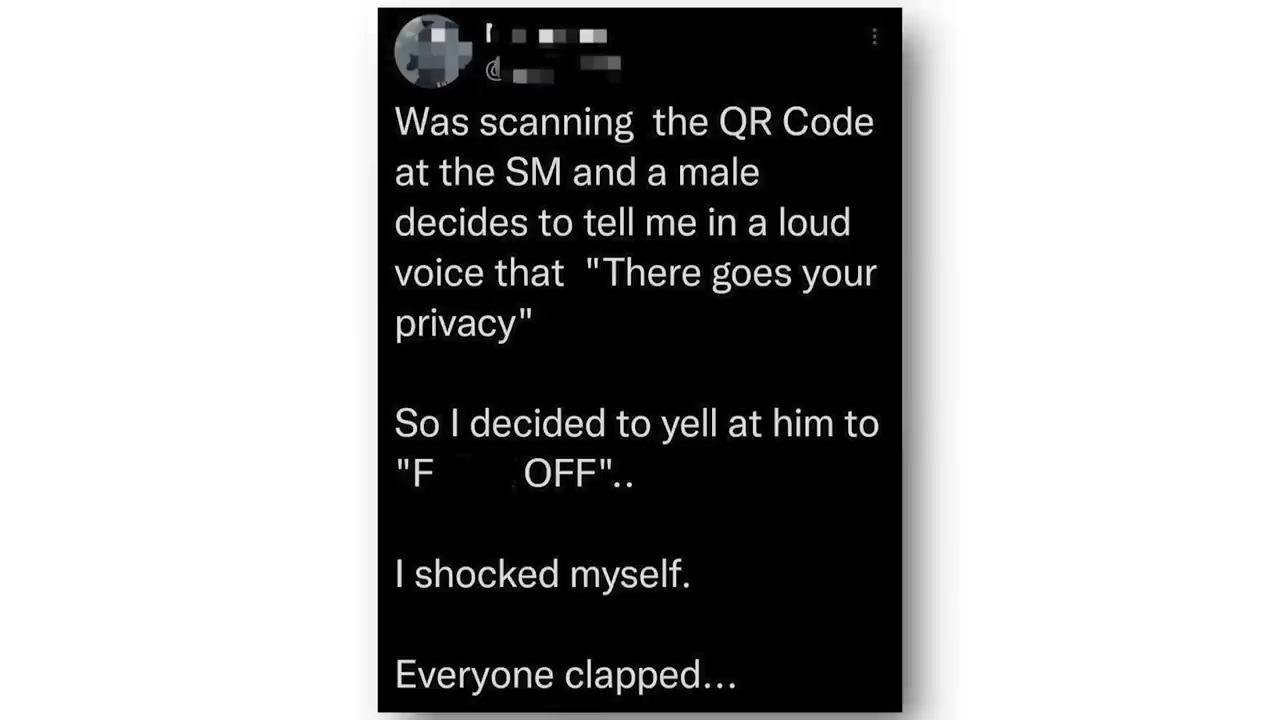 @
Was scanning  the QR Code
at the SM and a male
decides to tell me in a loud
voice that  "There goes your
privacy"
So I decided to yell at him to
"F      OFF"..
I shocked myself.
Everyone clapped...